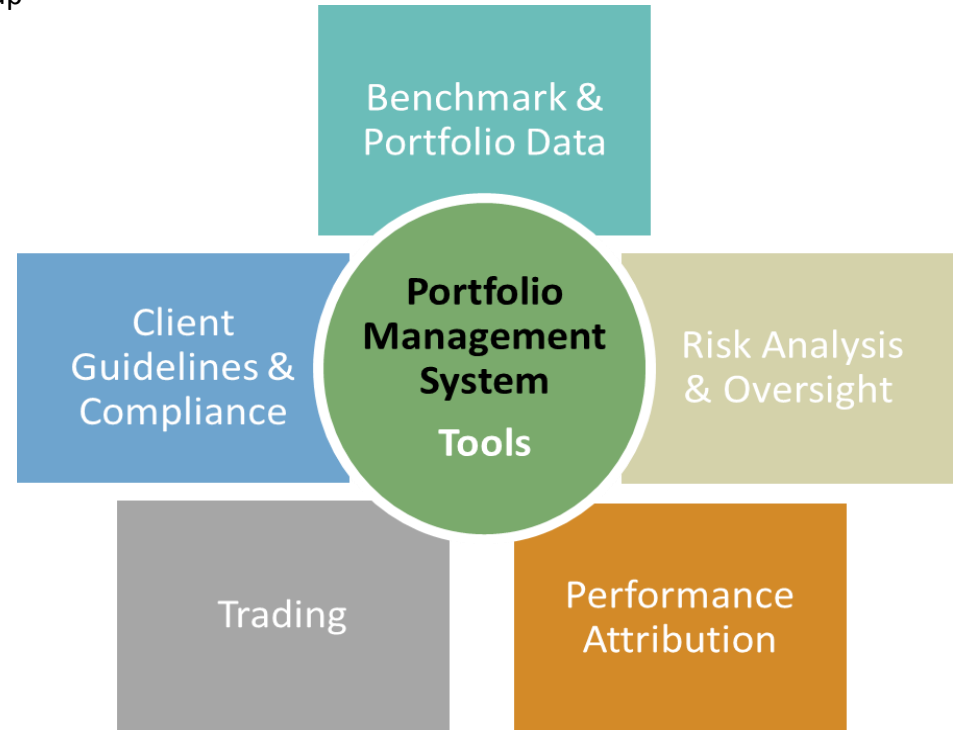 Benchmark &
Portfolio Data
Client
Guidelines &
Compliance
Portfolio
Management
System
Tools
Risk Analysis
& Oversight
Trading
Performance
Attribution